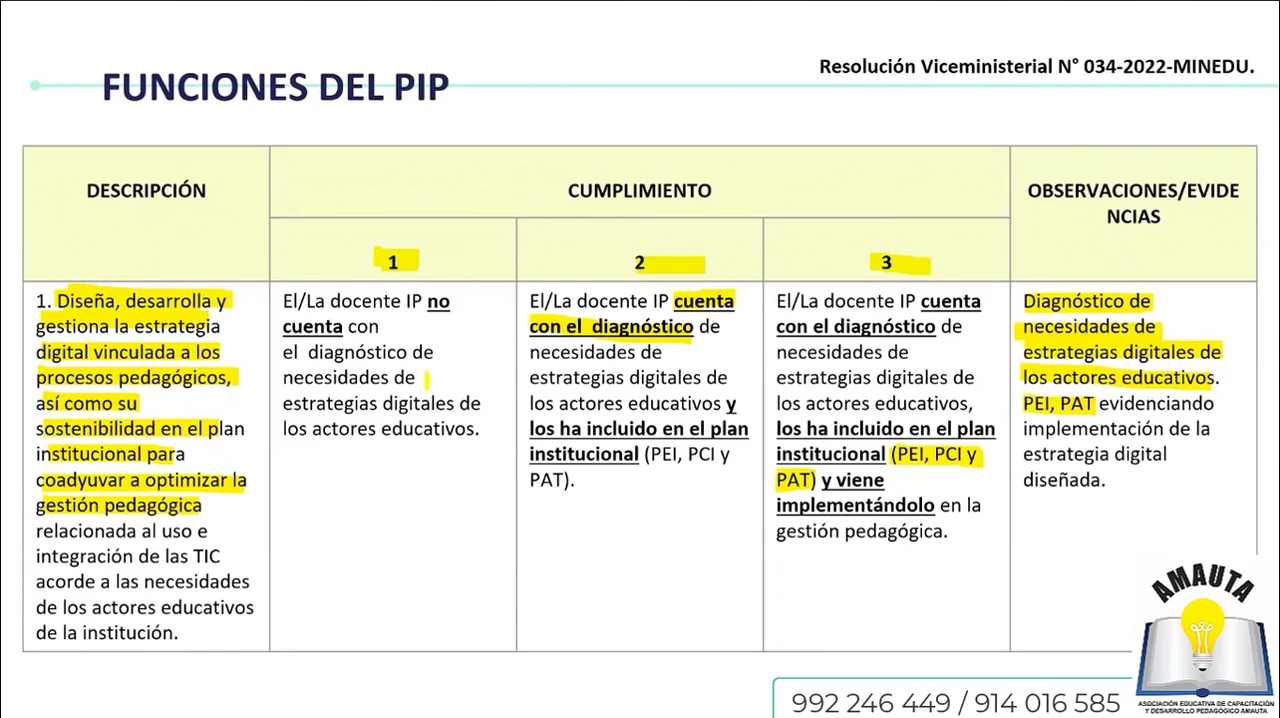 Resolución Viceministerial N° 034-2022-MINEDU.
FUNCIONES DEL PIP
DESCRIPCIÓN
CUMPLIMIENTO
OBSERVACIONES/EVIDE
NCIAS
1
2
3
1. Diseña, desarrolla y
gestiona la estrategia
digital vinculada a los
procesos pedagógicos,
así como su
sostenibilidad en el plan
institucional para
coadyuvar a optimizar la
gestión pedagógica
relacionada al uso e
integración de las TIC
acorde a las necesidades
de los actores educativos
de la institución.
El/La docente IP no
cuenta con
el diagnóstico de
necesidades de
estrategias digitales de
los actores educativos.
El/La docente IP cuenta
con el diagnóstico de
necesidades de
estrategias digitales de
los actores educativos y
los ha incluido en el plan
institucional (PEI, PCI y
PAT).
El/La docente IP cuenta
con el diagnóstico de
necesidades de
estrategias digitales de
los actores educativos,
los ha incluido en el plan
institucional (PEI, PCI y
PAT) y viene
implementándolo en la
gestión pedagógica.
Diagnóstico de
necesidades de
estrategias digitales de
los actores educativos.
PEI, PAT evidenciando
implementación de la
estrategia digital
diseñada.
AMAUTA
ASOCIACIÓN EDUCATIVA DE CAPACITACIÓN
Y DESARROLLO PEDAGÓGICO AMAUTA
992 246 449 / 914 016 585